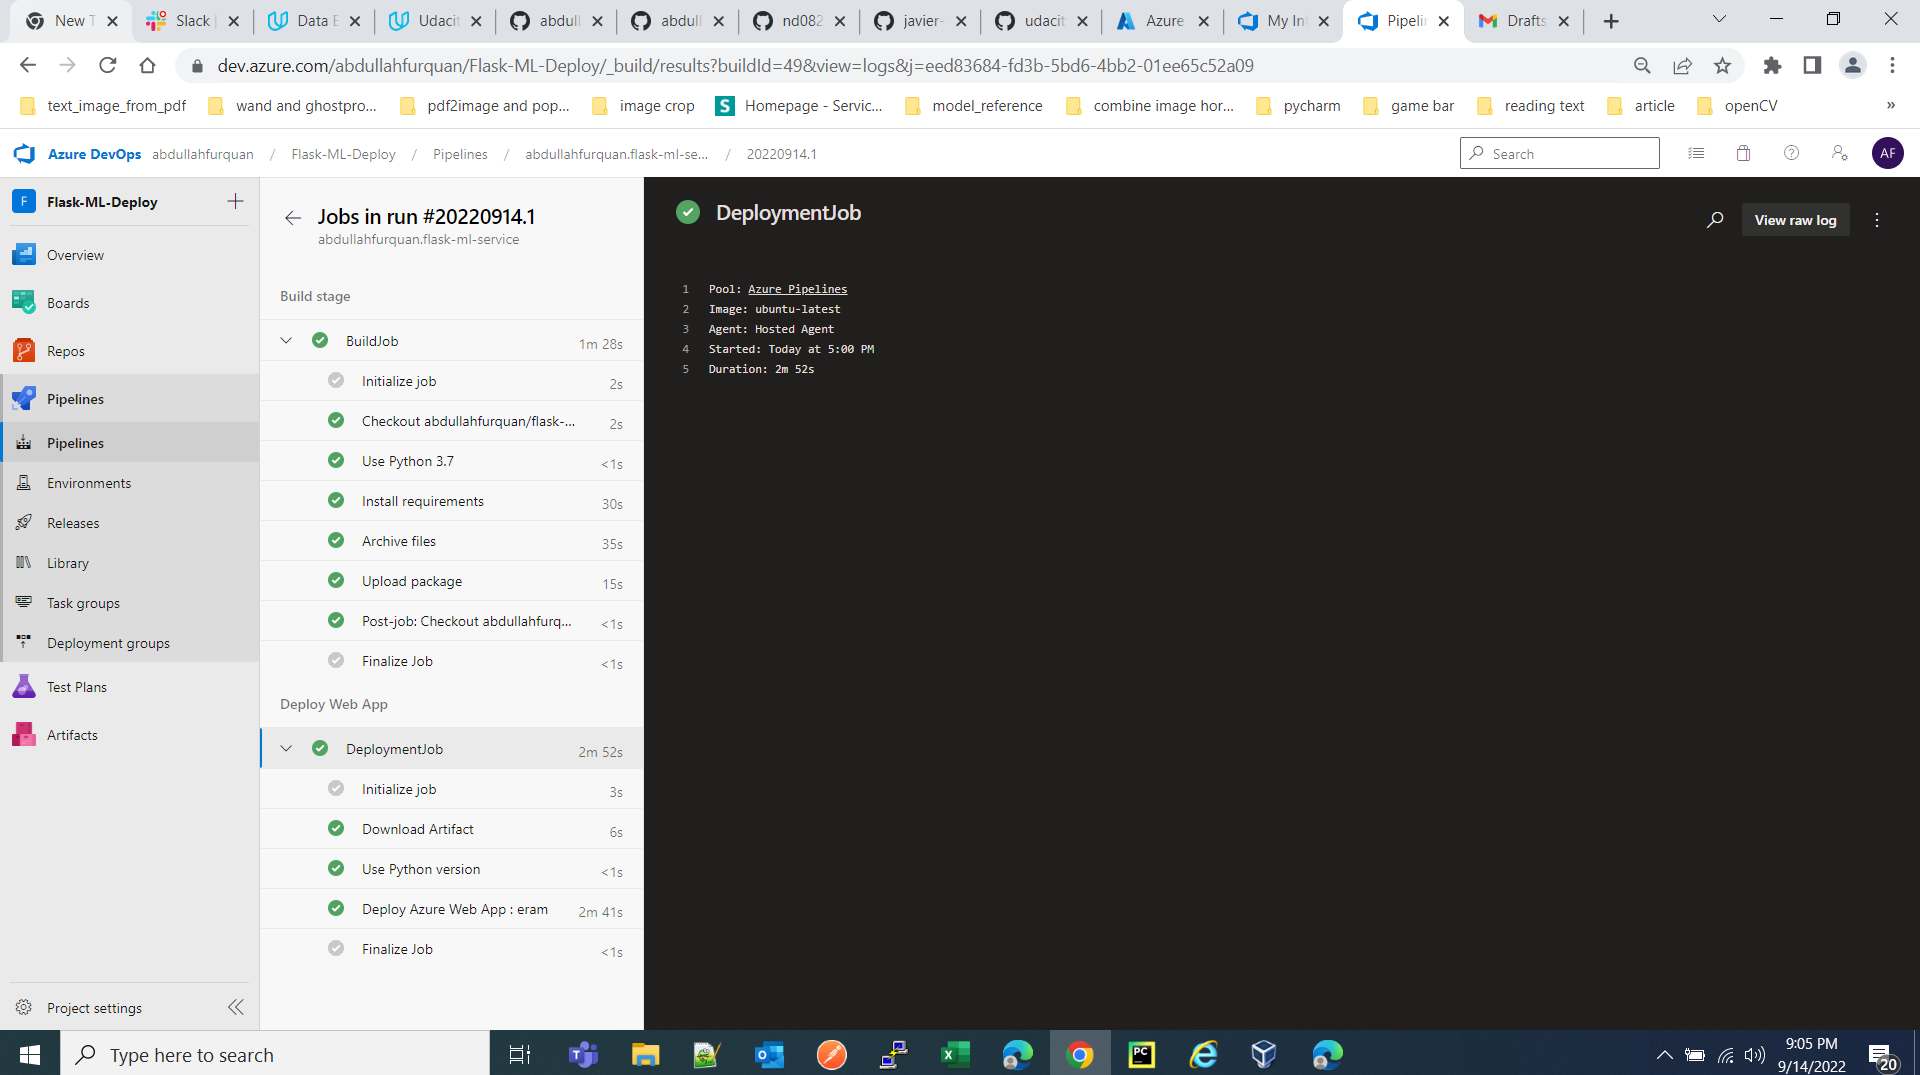 New T
Slack |
Data E
Udacit
abdull
abdull
nd082
javier-
udacit
Azure
My Inf
Pipelin
Drafts
dev.azure.com/abdullahfurquan/Flask-ML-Deploy/_build/results?buildId=49&view=logs&j=eed83684-fd3b-5bd6-4bb2-01ee65c52a09
text_image_from_pdf
wand and ghostpro...
pdf2image and pop...
image crop
S Homepage - Servic...
model_reference
combine image hor...
pycharm
game bar
reading text
article
openCV
»
Azure DevOps abdullahfurquan / Flask-ML-Deploy / Pipelines / abdullahfurquan.flask-ml-se... / 20220914.1
Search
AF
F Flask-ML-Deploy
Overview
Boards
Repos
Pipelines
Pipelines
Environments
Releases
Library
Task groups
Deployment groups
Test Plans
Artifacts
Project settings
Jobs in run #20220914.1
abdullahfurquan.flask-ml-service
Build stage
BuildJob 1m 28s
Initialize job 2s
Checkout abdullahfurquan/flask-... 2s
Use Python 3.7 <1s
Install requirements 30s
Archive files 35s
Upload package 15s
Post-job: Checkout abdullahfurq... <1s
Finalize Job <1s
Deploy Web App
DeploymentJob 2m 52s
Initialize job 3s
Download Artifact 6s
Use Python version <1s
Deploy Azure Web App : eram 2m 41s
Finalize Job <1s
DeploymentJob
View raw log
1 Pool: Azure Pipelines
2 Image: ubuntu-latest
3 Agent: Hosted Agent
4 Started: Today at 5:00 PM
5 Duration: 2m 52s
Type here to search
9:05 PM
9/14/2022
20